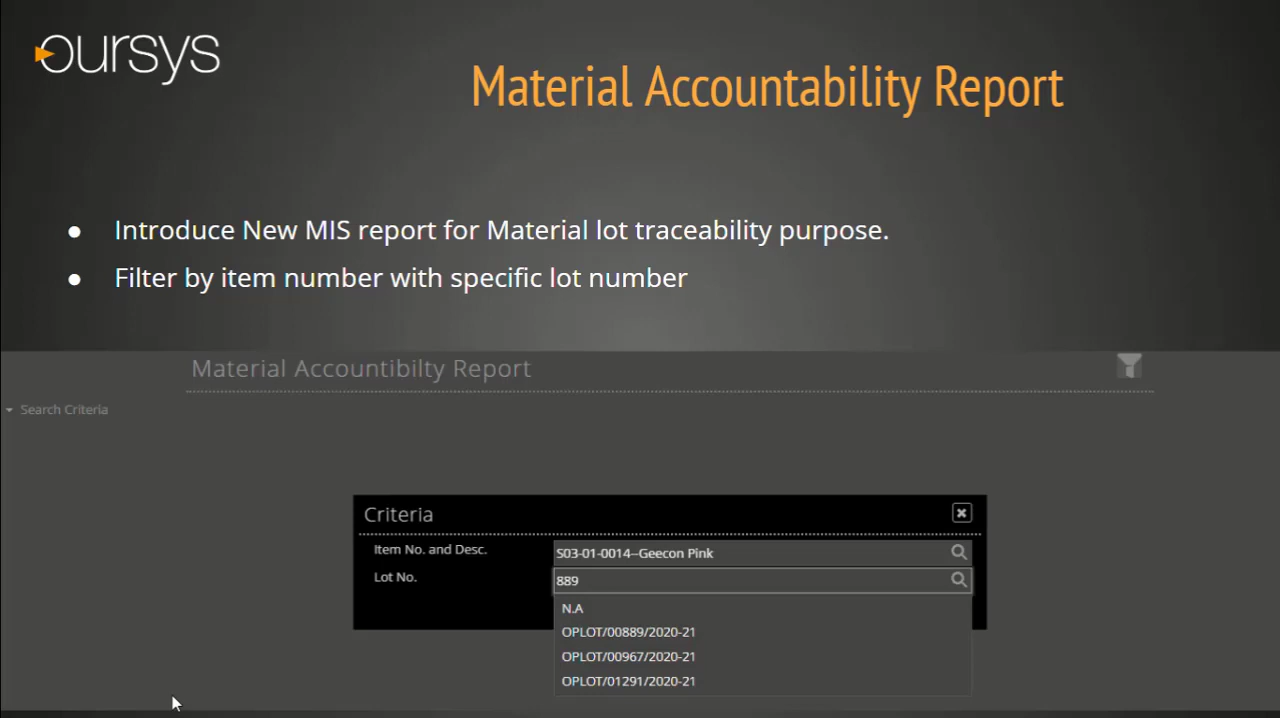 oursys
Material Accountability Report
● Introduce New MIS report for Material lot traceability purpose.
● Filter by item number with specific lot number
Material Accountibilty Report
Search Criteria
Criteria
Item No. and Desc.
S03-01-0014--Geecon Pink
Lot No.
889
N.A
OPLOT/00889/2020-21
OPLOT/00967/2020-21
OPLOT/01291/2020-21